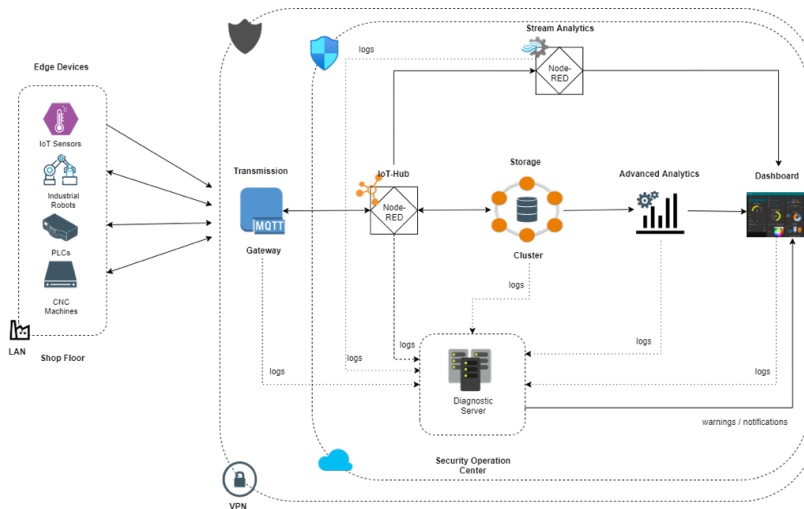 Stream Analytics
logs
Node-
RED
Edge Devices
IoT Sensors
Industrial
Robots
PLCs
CNC
Machines
LAN
Shop Floor
Transmission
MQTT
Gateway
IoT-Hub
Node-
RED
Storage
Cluster
Advanced Analytics
Dashboard
logs
logs
logs
logs
logs
logs
logs
Diagnostic
Server
warnings / notifications
Security Operation
Center
VPN